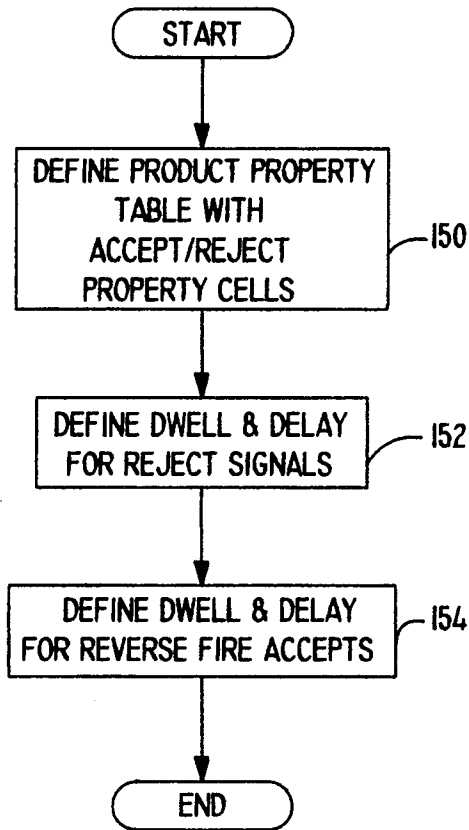 START
DEFINE PRODUCT PROPERTY
TABLE WITH
ACCEPT/REJECT
PROPERTY CELLS
150
DEFINE DWELL & DELAY
FOR REJECT SIGNALS
152
DEFINE DWELL & DELAY
FOR REVERSE FIRE ACCEPTS
154
END